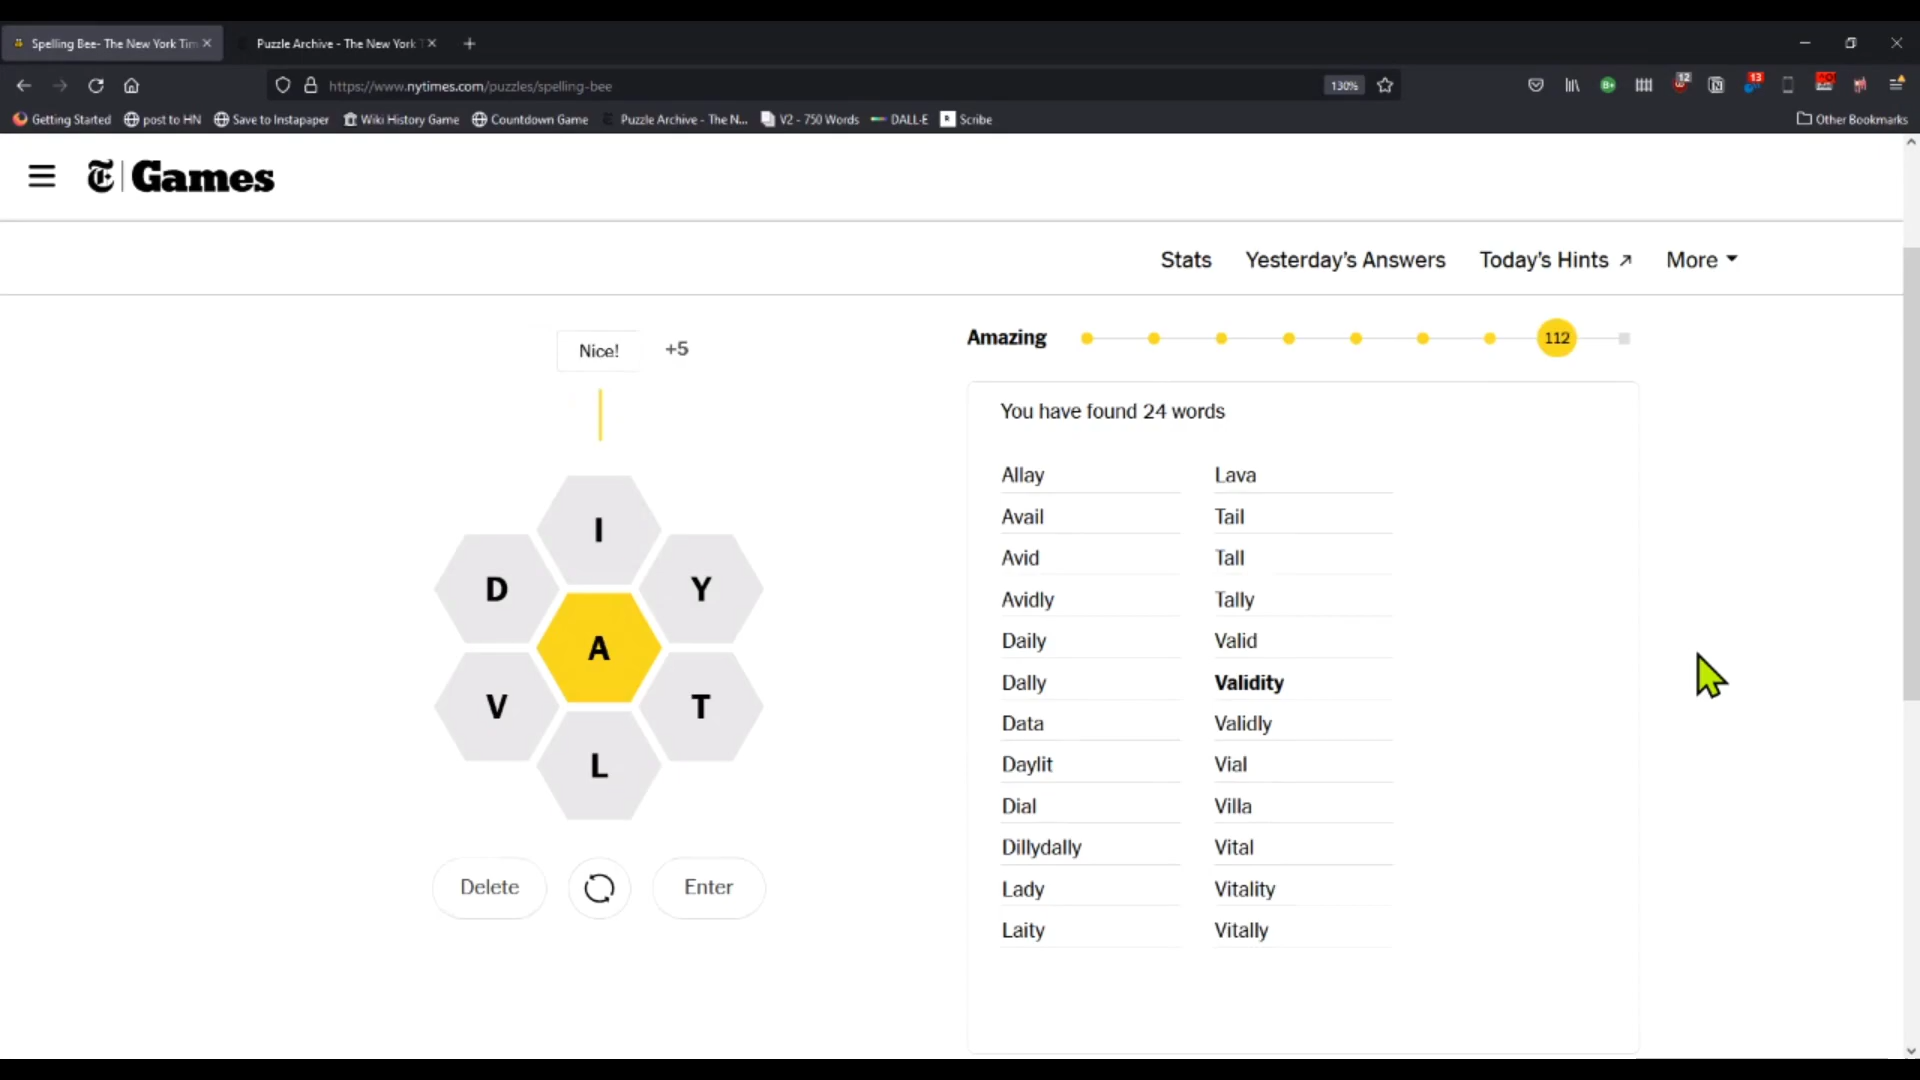 Spelling Bee- The New York Tim
Puzzle Archive - The New York T
https://www.nytimes.com/puzzles/spelling-bee
130%
12
13
Getting Started
post to HN
Save to Instapaper
Wiki History Game
Countdown Game
Puzzle Archive - The N...
V2 - 750 Words
DALL-E
Scribe
Other Bookmarks
T Games
Stats
Yesterday's Answers
Today's Hints
More
Nice!
+5
Amazing
112
You have found 24 words
Allay
Avail
Avid
Avidly
Daily
Dally
Data
Daylit
Dial
Dillydally
Lady
Laity
Lava
Tail
Tall
Tally
Valid
Validity
Validly
Vial
Villa
Vital
Vitality
Vitally
I
D
Y
A
V
T
L
Delete
Enter